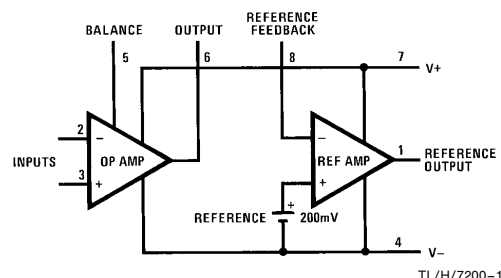 BALANCE
OUTPUT
REFERENCE
FEEDBACK
5
6
8
7
V+
2
−
OP AMP
INPUTS
3
+
−
REF AMP
+
1
REFERENCE
OUTPUT
REFERENCE
+
200mV
4
V−
TL/H/7200–1